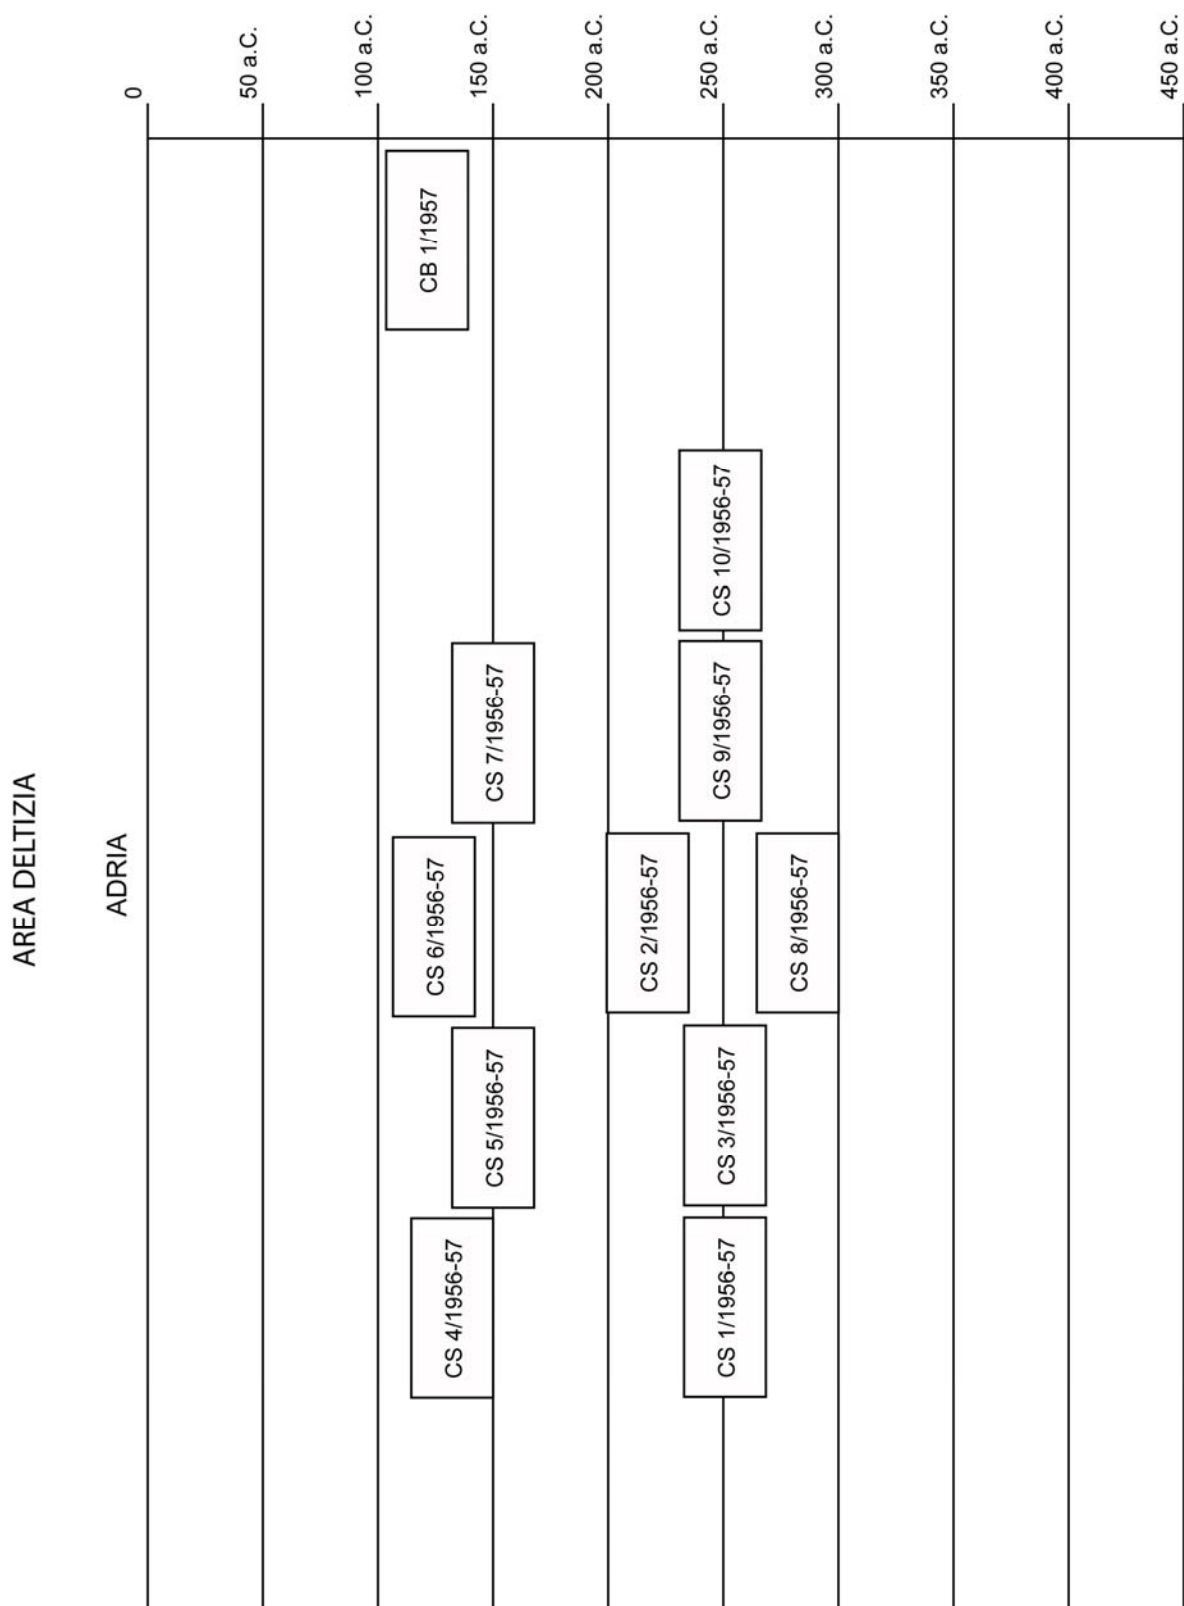 AREA DELTIZIA
ADRIA
0
50 a.C.
100 a.C.
150 a.C.
200 a.C.
250 a.C.
300 a.C.
350 a.C.
400 a.C.
450 a.C.
CS 4/1956-57
CS 5/1956-57
CS 6/1956-57
CS 7/1956-57
CB 1/1957
CS 1/1956-57
CS 3/1956-57
CS 2/1956-57
CS 8/1956-57
CS 9/1956-57
CS 10/1956-57